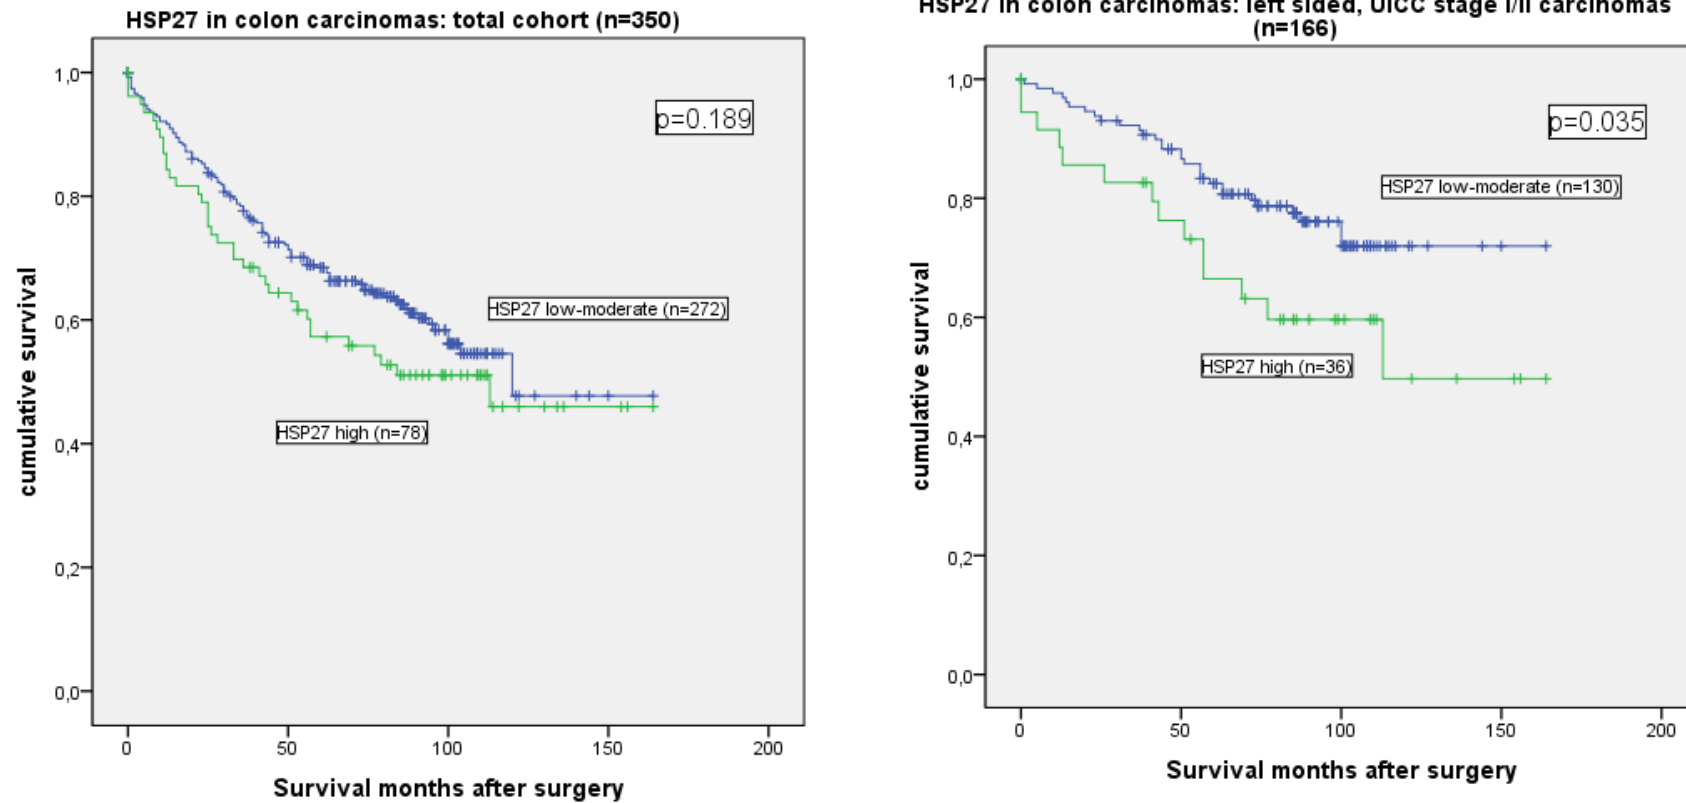 HSP27 in colon carcinomas: total cohort (n=350)
1,0
0,8
0,6
0,4
0,2
0,0
cumulative survival
p=0.189
HSP27 low-moderate (n=272)
HSP27 high (n=78)
0
50
100
150
200
Survival months after surgery
HSP27 in colon carcinomas: left sided, UICC stage I/II carcinomas
(n=166)
1,0
0,8
0,6
0,4
0,2
0,0
cumulative survival
p=0.035
HSP27 low-moderate (n=130)
HSP27 high (n=36)
0
50
100
150
200
Survival months after surgery